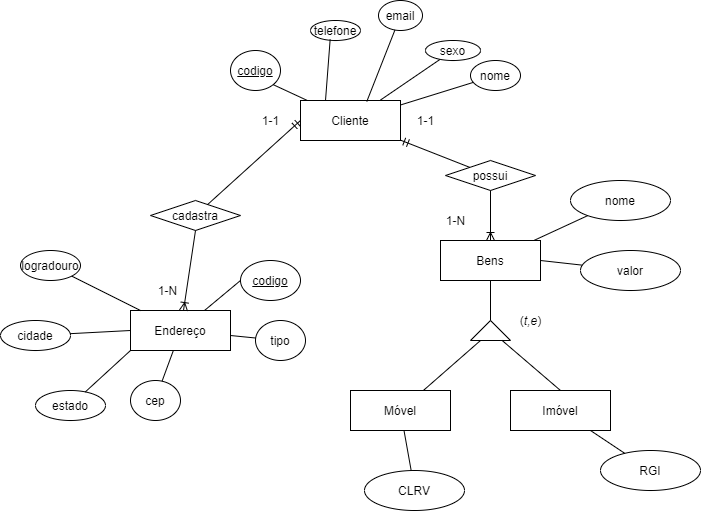 email
telefone
sexo
codigo
nome
1-1
Cliente
1-1
possui
cadastra
nome
1-N
logradouro
Bens
valor
codigo
1-N
(t,e)
cidade
Endereço
tipo
estado
cep
Móvel
Imóvel
RGI
CLRV